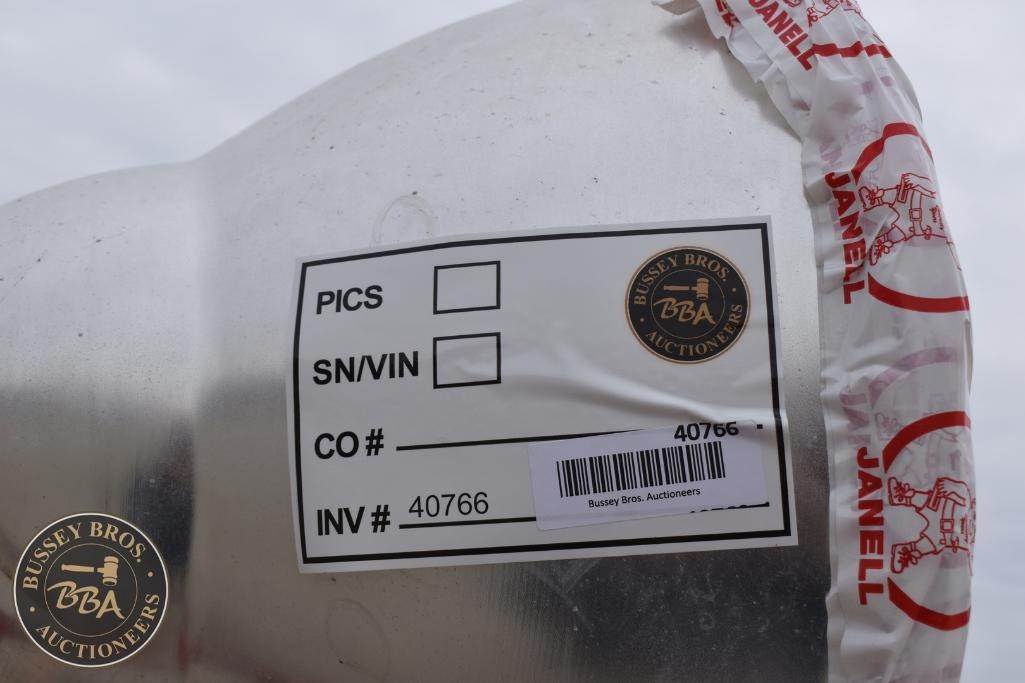 PICS
SN/VIN
CO #
INV # 40766
BUSSEY BROS.
BBA
AUCTIONEERS
40766
Bussey Bros. Auctioneers
JANELL
JANELL
JANELL
BUSSEY BROS.
BBA
AUCTIONEERS